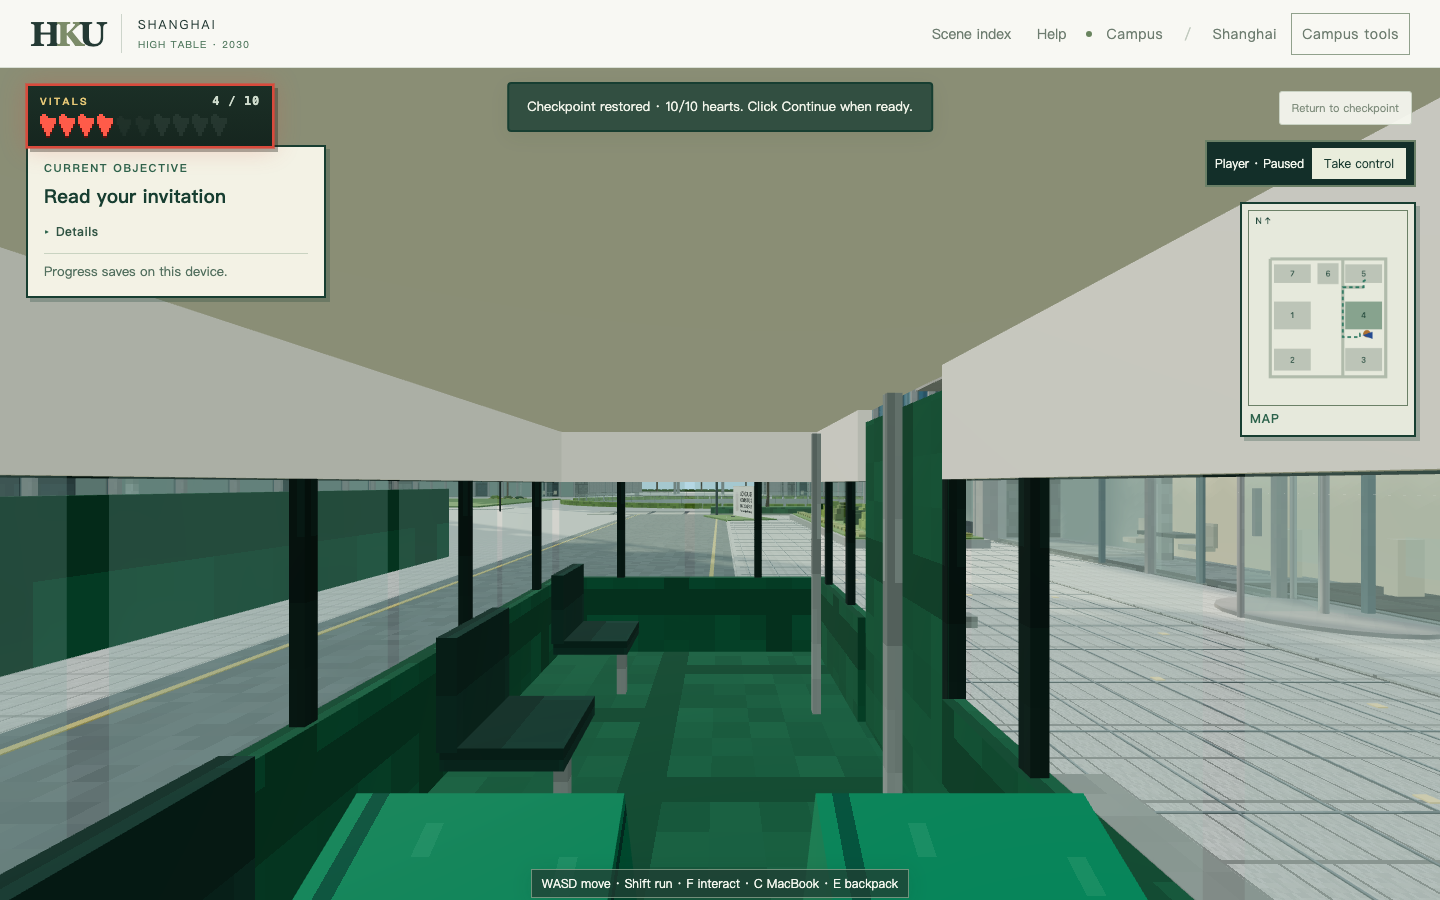 HKU
SHANGHAI
HIGH TABLE · 2030
Scene index
Help
Campus
/
Shanghai
Campus tools
VITALS
4 / 10
Checkpoint restored · 10/10 hearts. Click Continue when ready.
Return to checkpoint
CURRENT OBJECTIVE
Read your invitation
Details
Progress saves on this device.
Player · Paused
Take control
N↑
7
6
5
1
4
2
3
MAP
WASD move · Shift run · F interact · C MacBook · E backpack